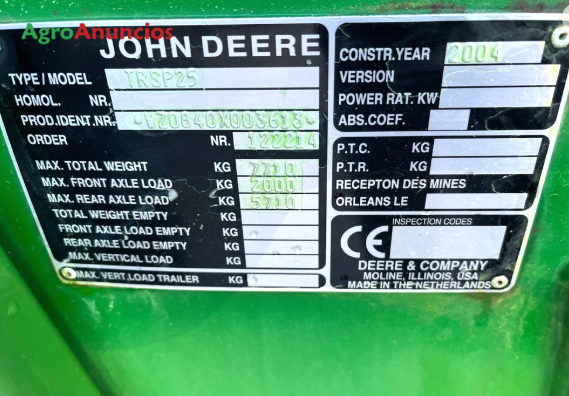 AgroAnuncios
JOHN DEERE
TYPE / MODEL TRSP25
HOMOL. NR.
PROD.IDENT.NR.
ORDER NR. 122214
MAX. TOTAL WEIGHT KG 7710
MAX. FRONT AXLE LOAD KG 2000
MAX. REAR AXLE LOAD KG 5710
TOTAL WEIGHT EMPTY KG
FRONT AXLE LOAD EMPTY KG
REAR AXLE LOAD EMPTY KG
MAX. VERTICAL LOAD KG
MAX. VERT. LOAD TRAILER KG
CONSTR.YEAR 2004
VERSION
POWER RAT. KW
ABS.COEF.
P.T.C. KG
P.T.R. KG
RECEPTON DES MINES
ORLEANS LE
INSPECTION CODES
CE
DEERE & COMPANY
MOLINE, ILLINOIS, USA
MADE IN THE NETHERLANDS